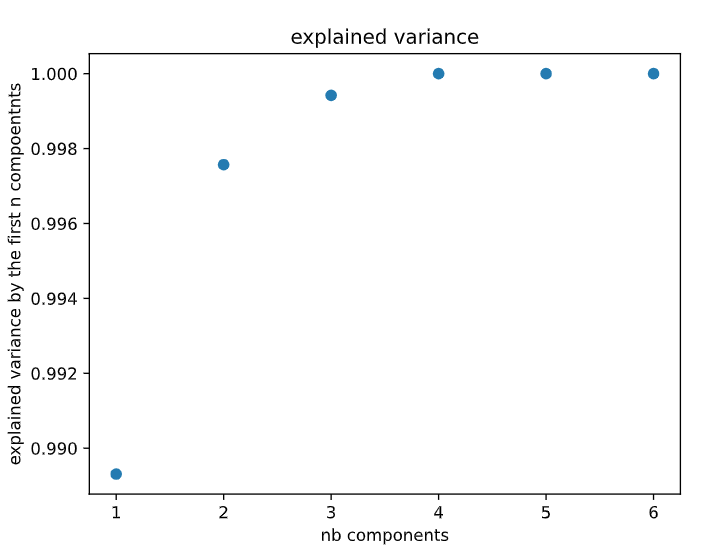 explained variance
explained variance by the first n compoentnts
1.000
0.998
0.996
0.994
0.992
0.990
1 2 3 4 5 6
nb components